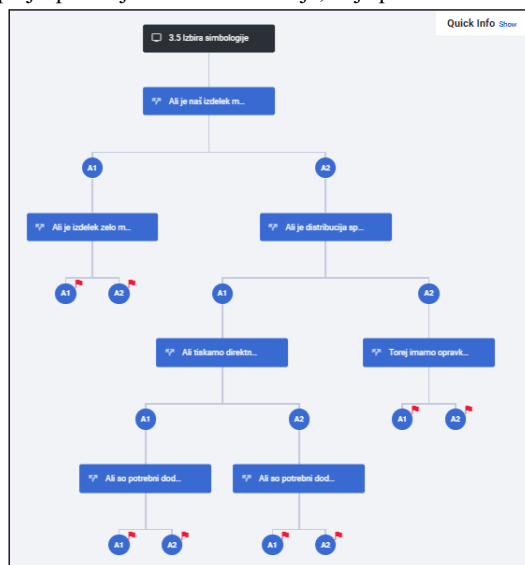 Quick Info Show
3.5 Izbira simbologije
Ali je naš izdelek m...
A1
A2
Ali je izdelek zelo m...
Ali je distribucija sp...
A1
A2
A1
A2
Ali tiskamo direktn...
Torej imamo opravk...
A1
A2
A1
A2
Ali so potrebni dod...
Ali so potrebni dod...
A1
A2
A1
A2